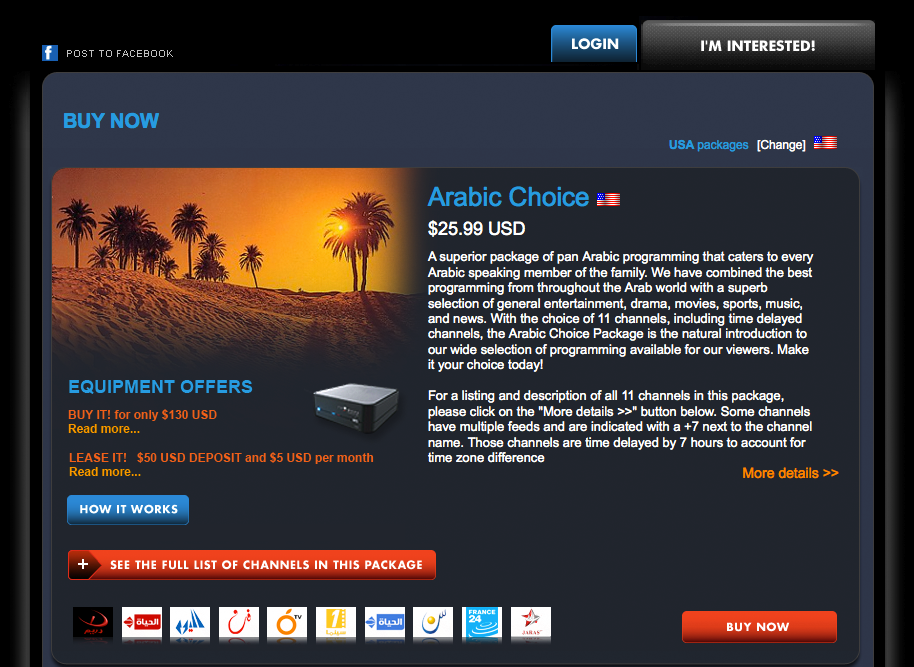 POST TO FACEBOOK
LOGIN
I'M INTERESTED!
BUY NOW
USA packages [Change]
Arabic Choice
$25.99 USD
A superior package of pan Arabic programming that caters to every
Arabic speaking member of the family. We have combined the best
programming from throughout the Arab world with a superb
selection of general entertainment, drama, movies, sports, music,
and news. With the choice of 11 channels, including time delayed
channels, the Arabic Choice Package is the natural introduction to
our wide selection of programming available for our viewers. Make
it your choice today!
For a listing and description of all 11 channels in this package,
please click on the "More details >>" button below. Some channels
have multiple feeds and are indicated with a +7 next to the channel
name. Those channels are time delayed by 7 hours to account for
time zone difference
More details >>
EQUIPMENT OFFERS
BUY IT! for only $130 USD
Read more...
LEASE IT! $50 USD DEPOSIT and $5 USD per month
Read more...
HOW IT WORKS
+ SEE THE FULL LIST OF CHANNELS IN THIS PACKAGE
الحياة
TV
الحياة
FRANCE
24
JARAS
BUY NOW